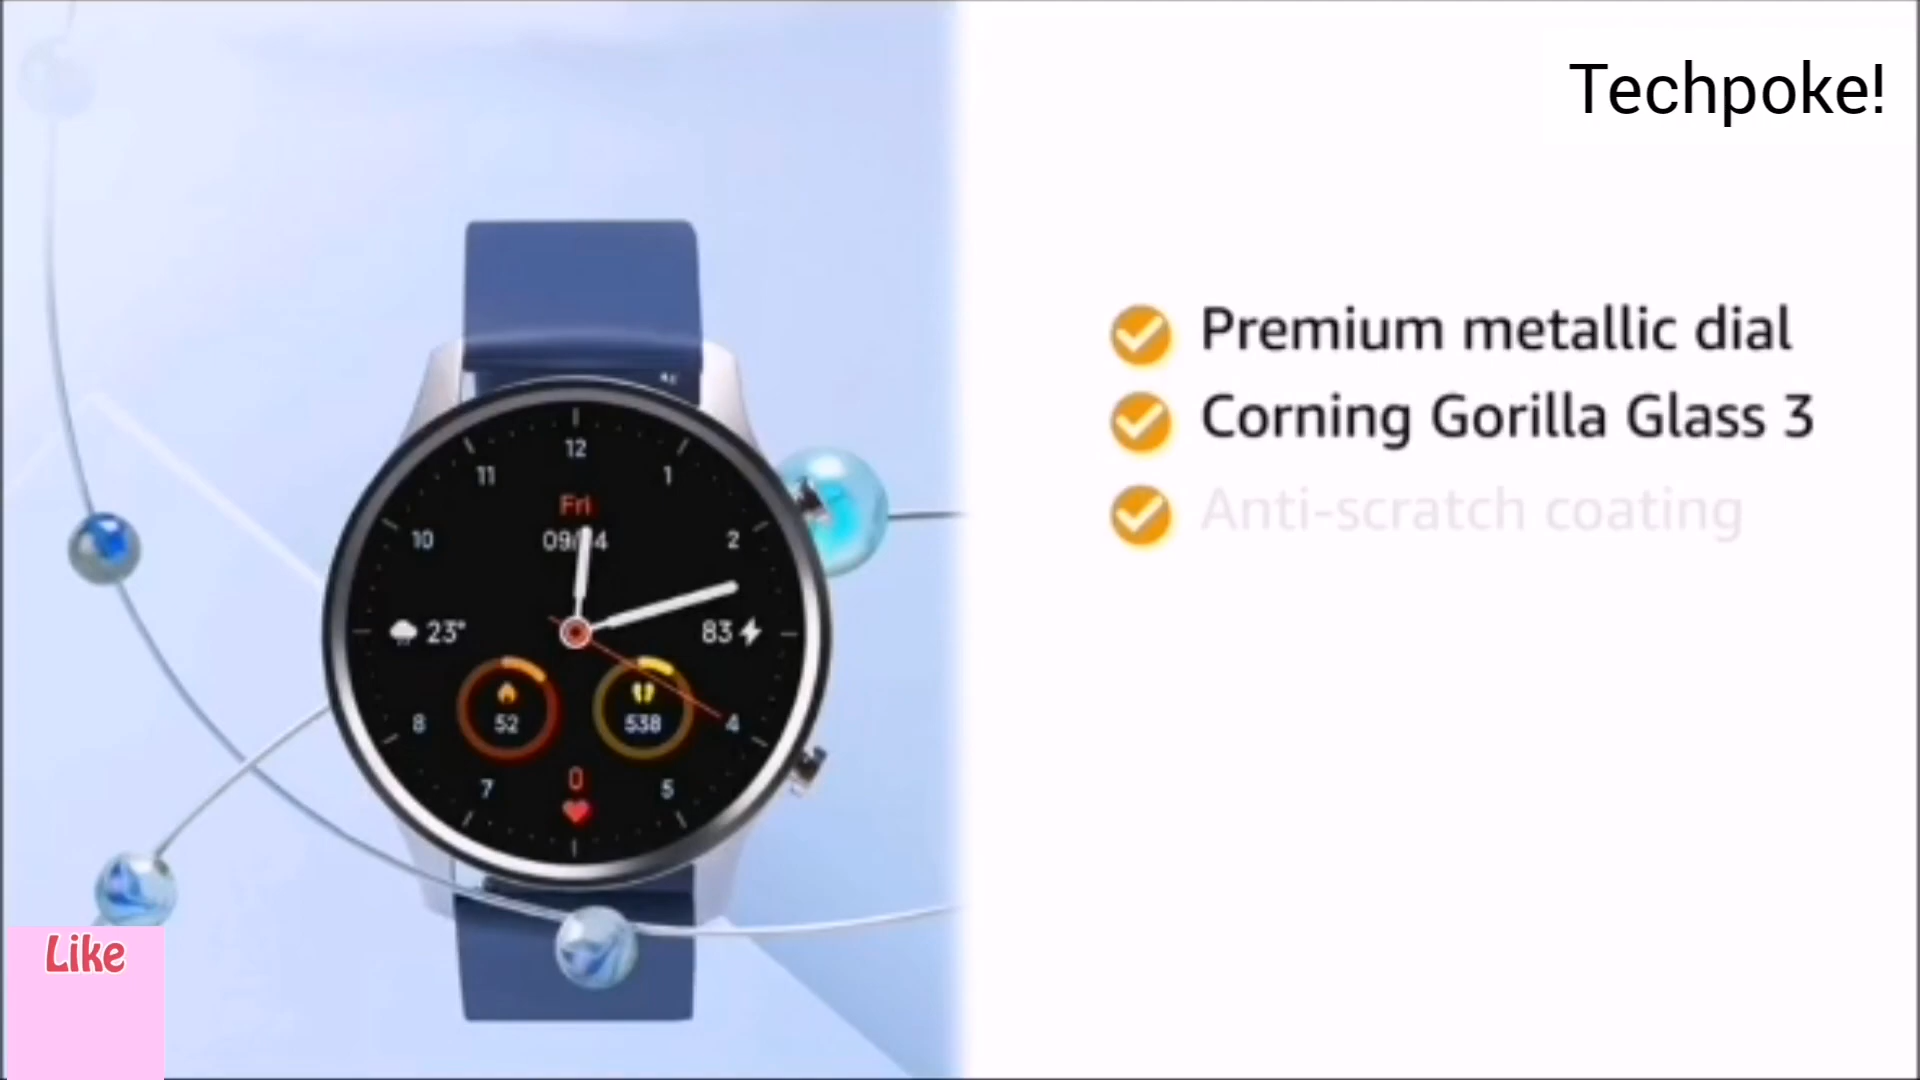 Techpoke!
Premium metallic dial
Corning Gorilla Glass 3
Anti-scratch coating
12
11
1
Fri
10
2
23°
83
52
538
8
4
0
7
5
Like